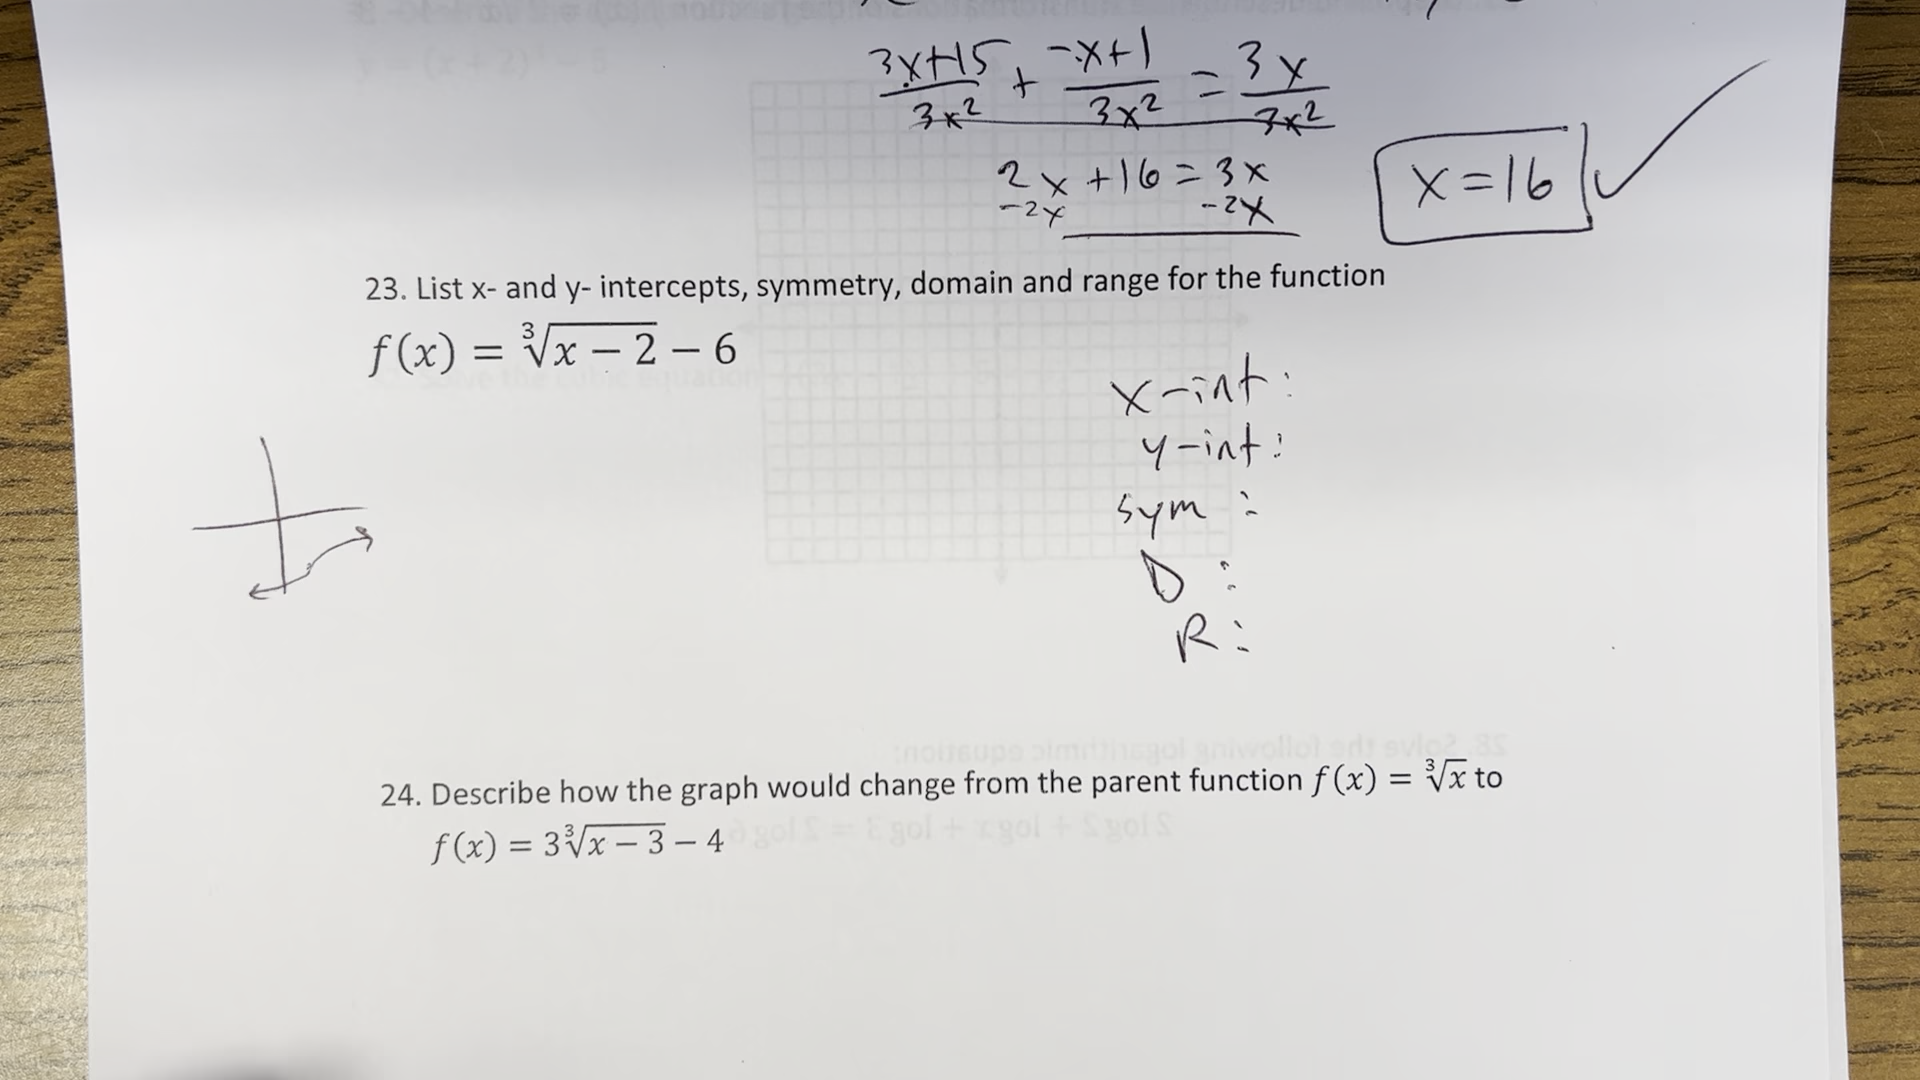 3x+15/3x² + -x+1/3x² = 3x/3x²
2x +16 = 3x
-2x -2x
x=16
23. List x- and y- intercepts, symmetry, domain and range for the function
f(x) = ∛(x − 2) − 6
x-int:
y-int:
sym :
D :
R :
24. Describe how the graph would change from the parent function f(x) = ∛x to
f(x) = 3∛(x − 3) − 4